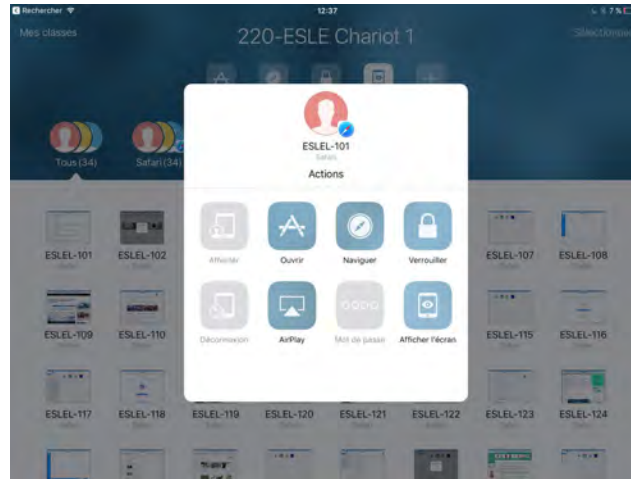 Rechercher
12:37
7 %
Mes classes
220-ESLE Chariot 1
Sélectionner
Tous (34)
Safari (34)
ESLEL-101
Safari
Actions
Affecter
Ouvrir
Naviguer
Verrouiller
Déconnexion
AirPlay
Mot de passe
Afficher l'écran
ESLEL-101
ESLEL-102
ESLEL-107
ESLEL-108
ESLEL-109
ESLEL-110
ESLEL-115
ESLEL-116
ESLEL-117
ESLEL-118
ESLEL-119
ESLEL-120
ESLEL-121
ESLEL-122
ESLEL-123
ESLEL-124